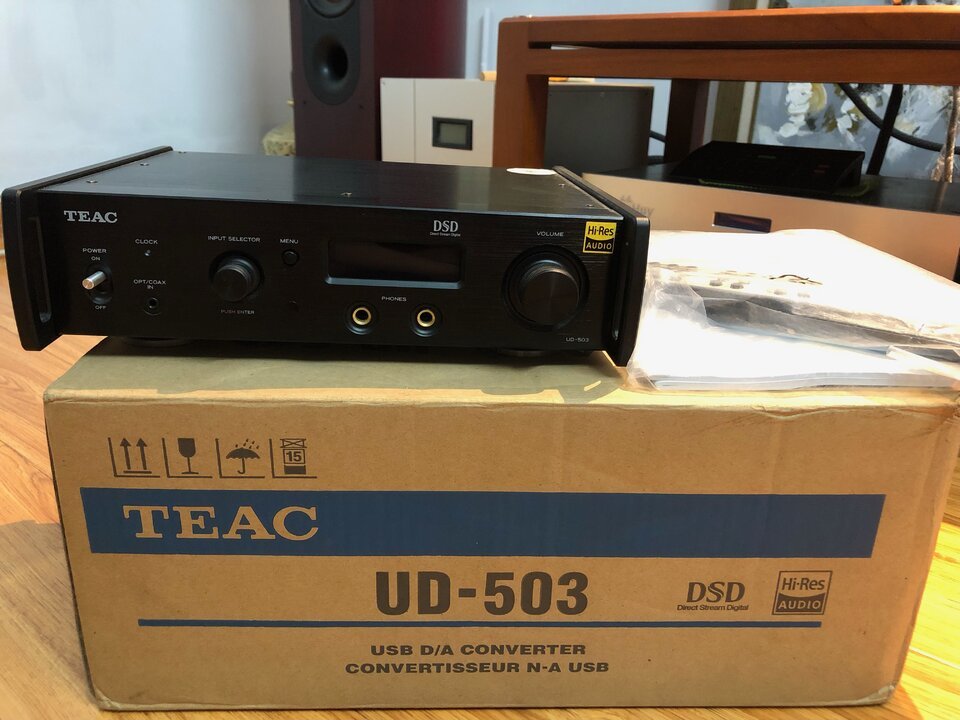 TEAC
POWER
ON
OFF
CLOCK
OPT/COAX
IN
INPUT SELECTOR
PUSH ENTER
MENU
DSD
Direct Stream Digital
PHONES
VOLUME
Hi-Res
AUDIO
UD-503
15
TEAC
UD-503
DSD
Direct Stream Digital
Hi-Res
AUDIO
USB D/A CONVERTER
CONVERTISSEUR N-A USB